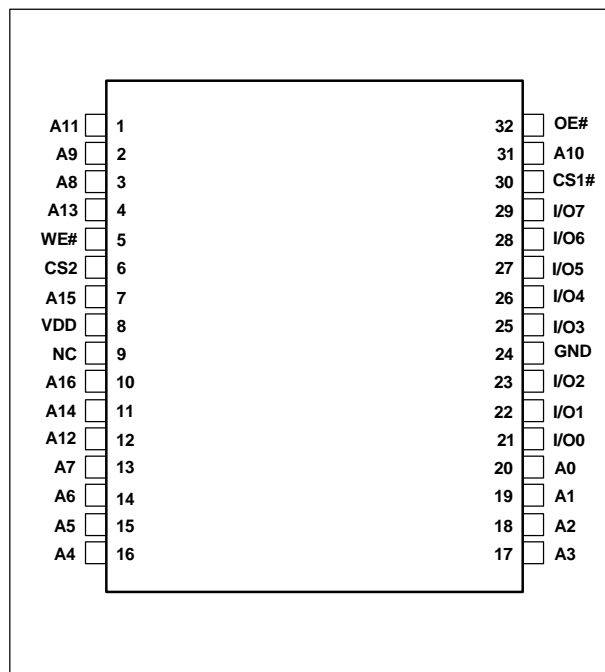 A11 1 32 OE#
A9 2 31 A10
A8 3 30 CS1#
A13 4 29 I/O7
WE# 5 28 I/O6
CS2 6 27 I/O5
A15 7 26 I/O4
VDD 8 25 I/O3
NC 9 24 GND
A16 10 23 I/O2
A14 11 22 I/O1
A12 12 21 I/O0
A7 13 20 A0
A6 14 19 A1
A5 15 18 A2
A4 16 17 A3